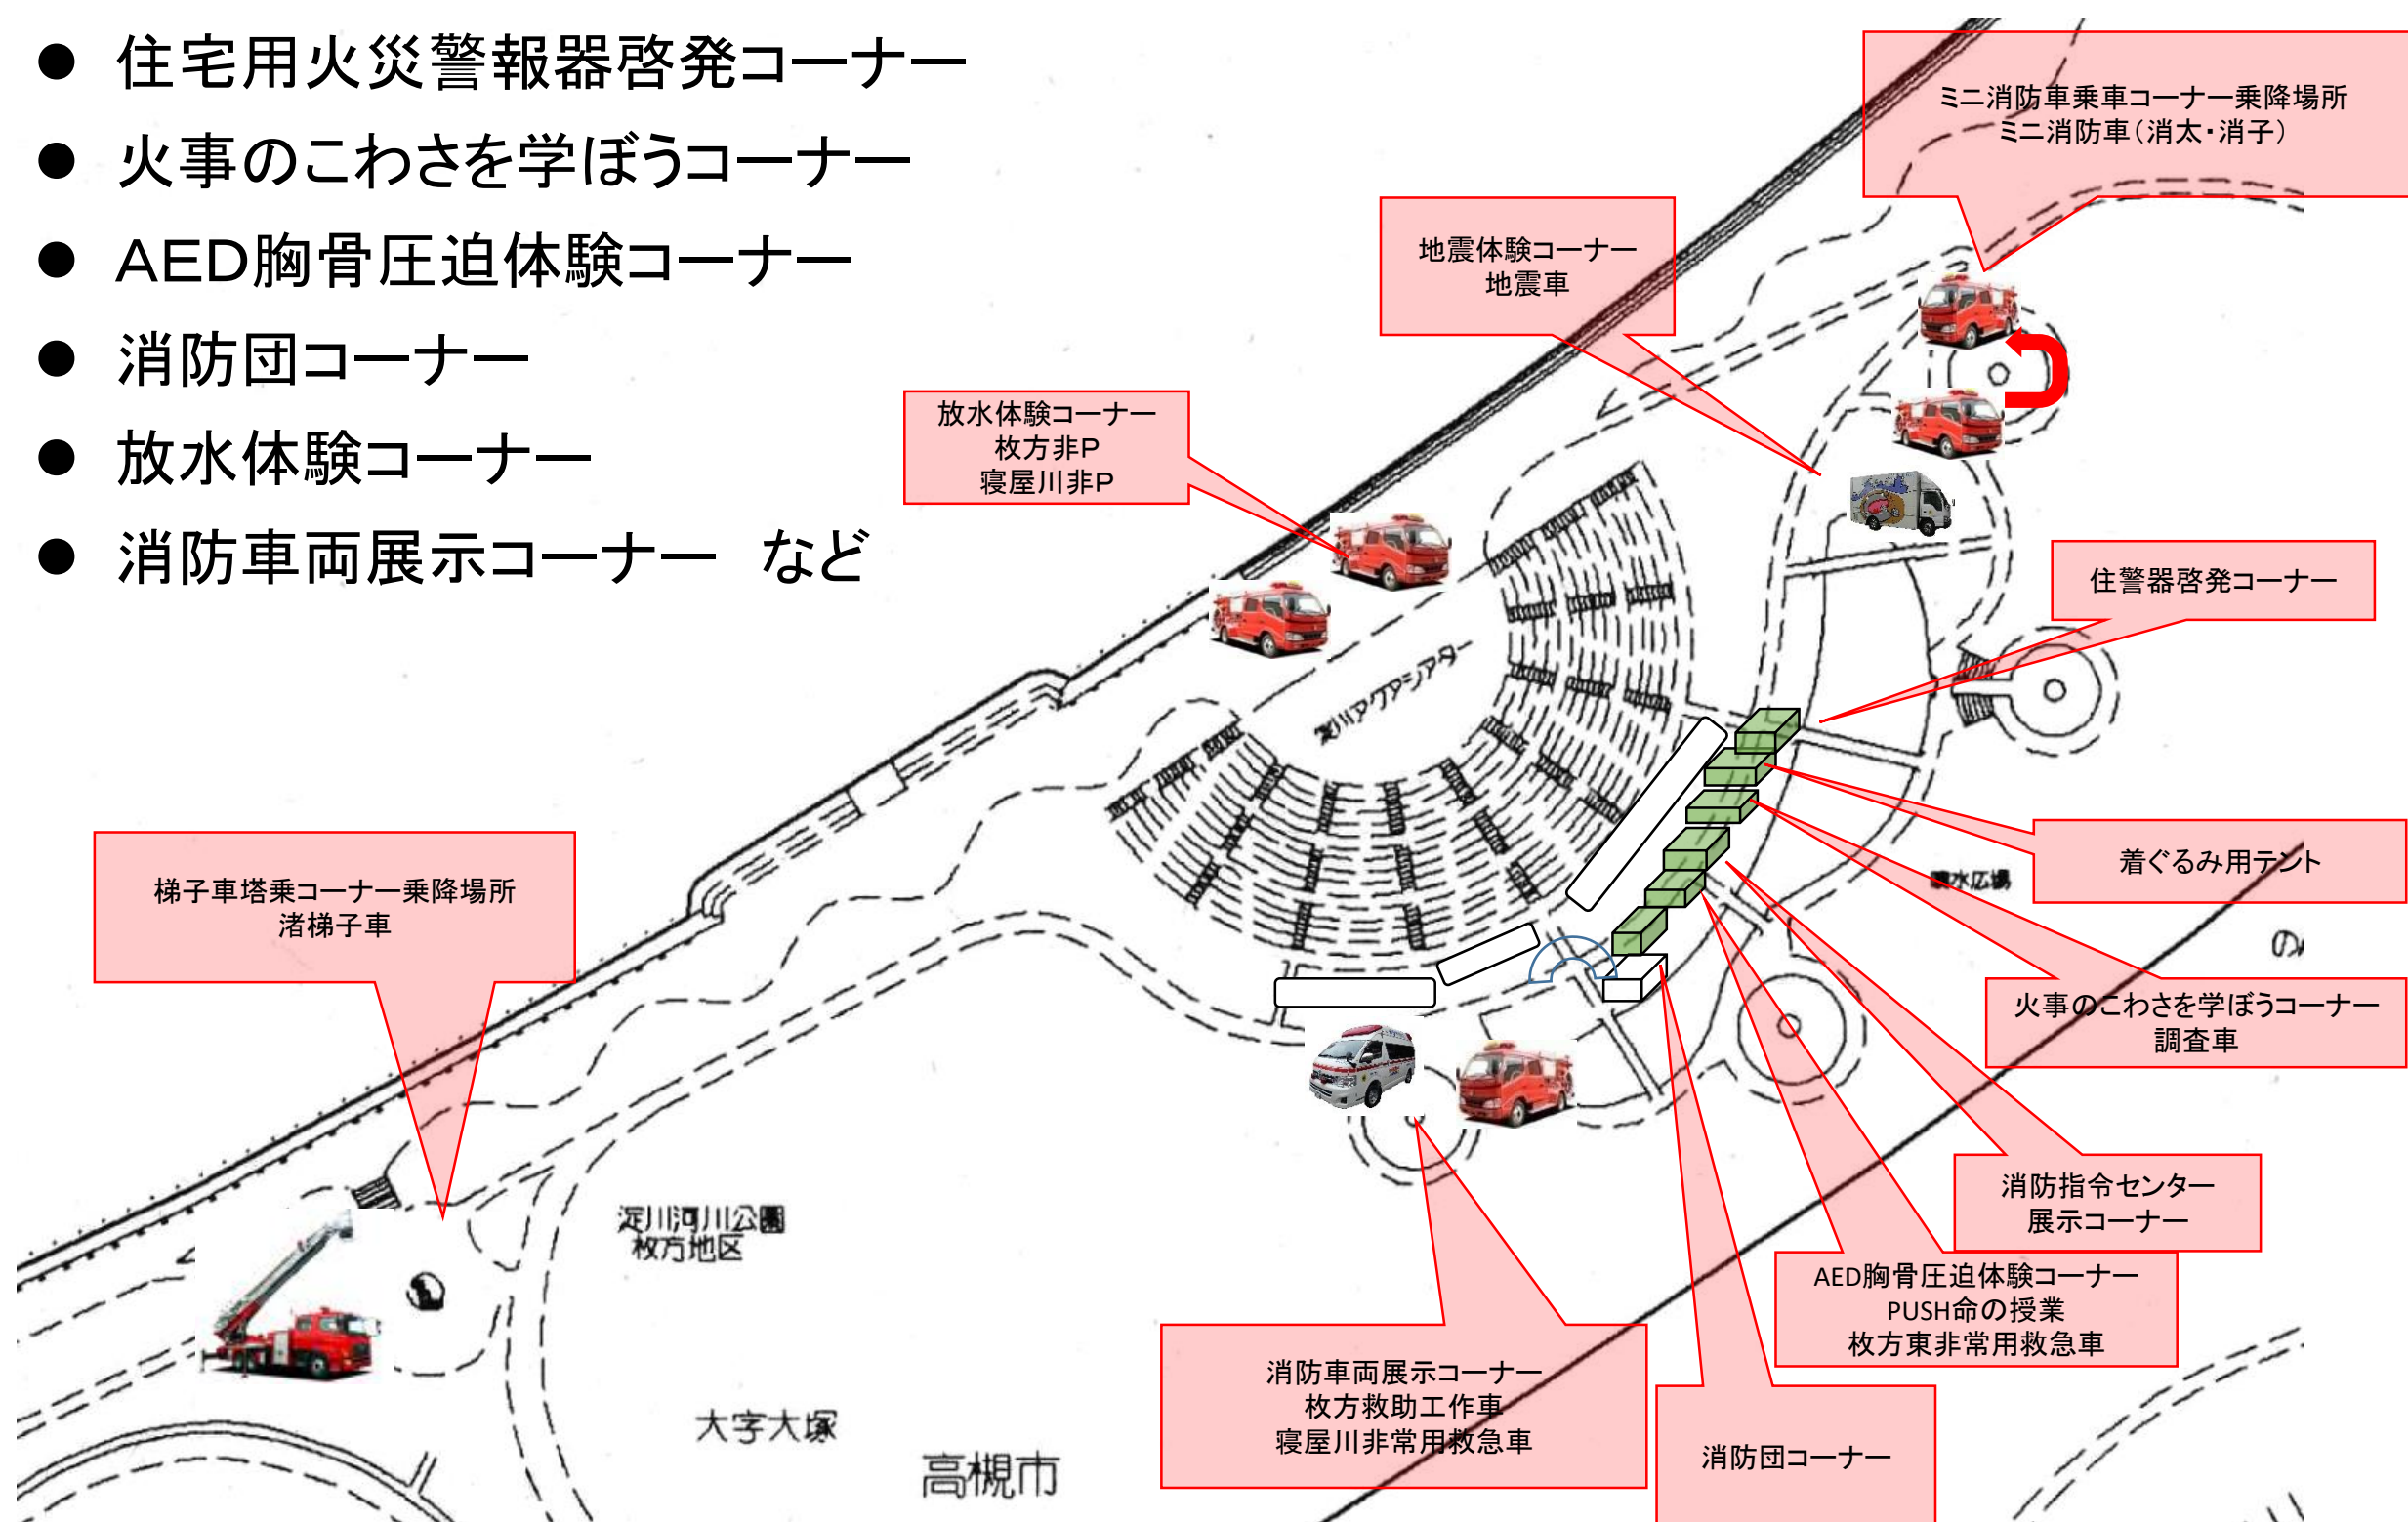 ● 住宅用火災警報器啓発コーナー
● 火事のこわさを学ぼうコーナー
● AED胸骨圧迫体験コーナー
● 消防団コーナー
● 放水体験コーナー
● 消防車両展示コーナー　など
ミニ消防車乗車コーナー乗降場所
ミニ消防車（消太・消子）
地震体験コーナー
地震車
放水体験コーナー
枚方非P
寝屋川非P
住警器啓発コーナー
淀川アクアシアター
着ぐるみ用テント
水広場
の
梯子車塔乗コーナー乗降場所
渚梯子車
火事のこわさを学ぼうコーナー
調査車
消防指令センター
展示コーナー
淀川河川公園
枚方地区
AED胸骨圧迫体験コーナー
PUSH命の授業
枚方東非常用救急車
消防車両展示コーナー
枚方救助工作車
寝屋川非常用救急車
消防団コーナー
大字大塚
高槻市